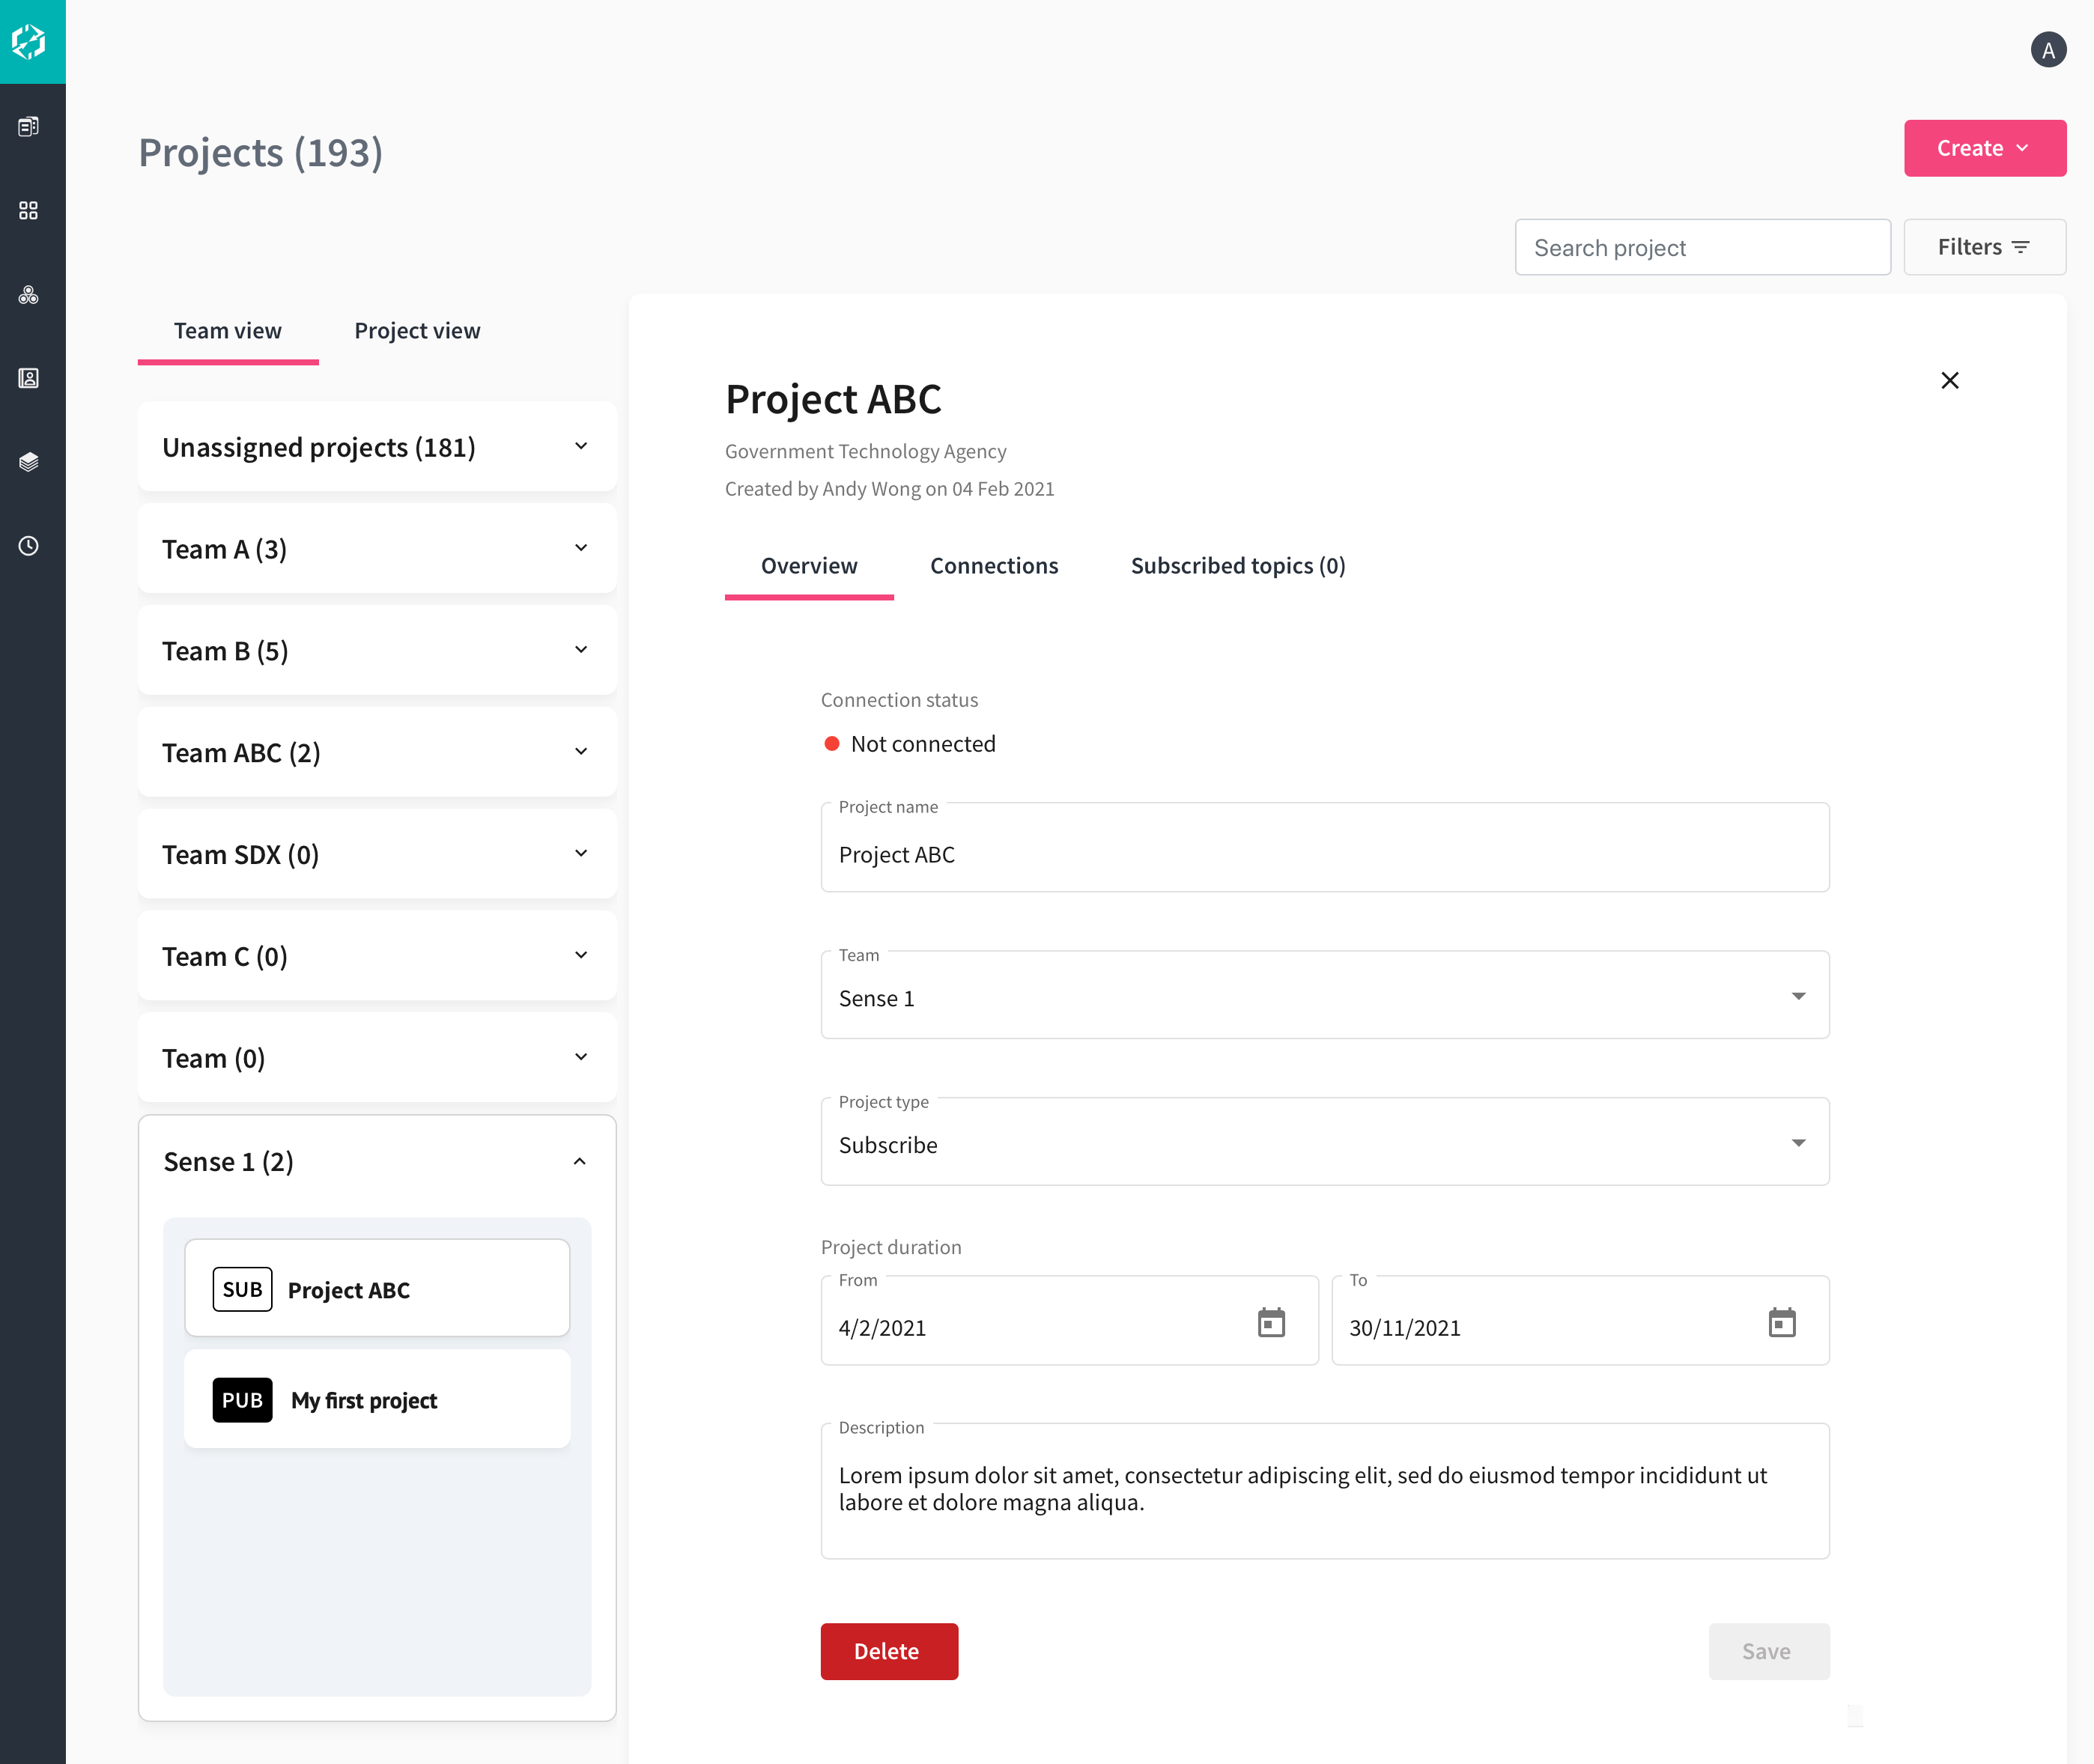 A
Projects (193)
Create
Search project
Filters
Team view
Project view
Unassigned projects (181)
Team A (3)
Team B (5)
Team ABC (2)
Team SDX (0)
Team C (0)
Team (0)
Sense 1 (2)
SUB Project ABC
PUB My first project
Project ABC
Government Technology Agency
Created by Andy Wong on 04 Feb 2021
Overview
Connections
Subscribed topics (0)
Connection status
Not connected
Project name
Project ABC
Team
Sense 1
Project type
Subscribe
Project duration
From
4/2/2021
To
30/11/2021
Description
Lorem ipsum dolor sit amet, consectetur adipiscing elit, sed do eiusmod tempor incididunt ut
labore et dolore magna aliqua.
Delete
Save